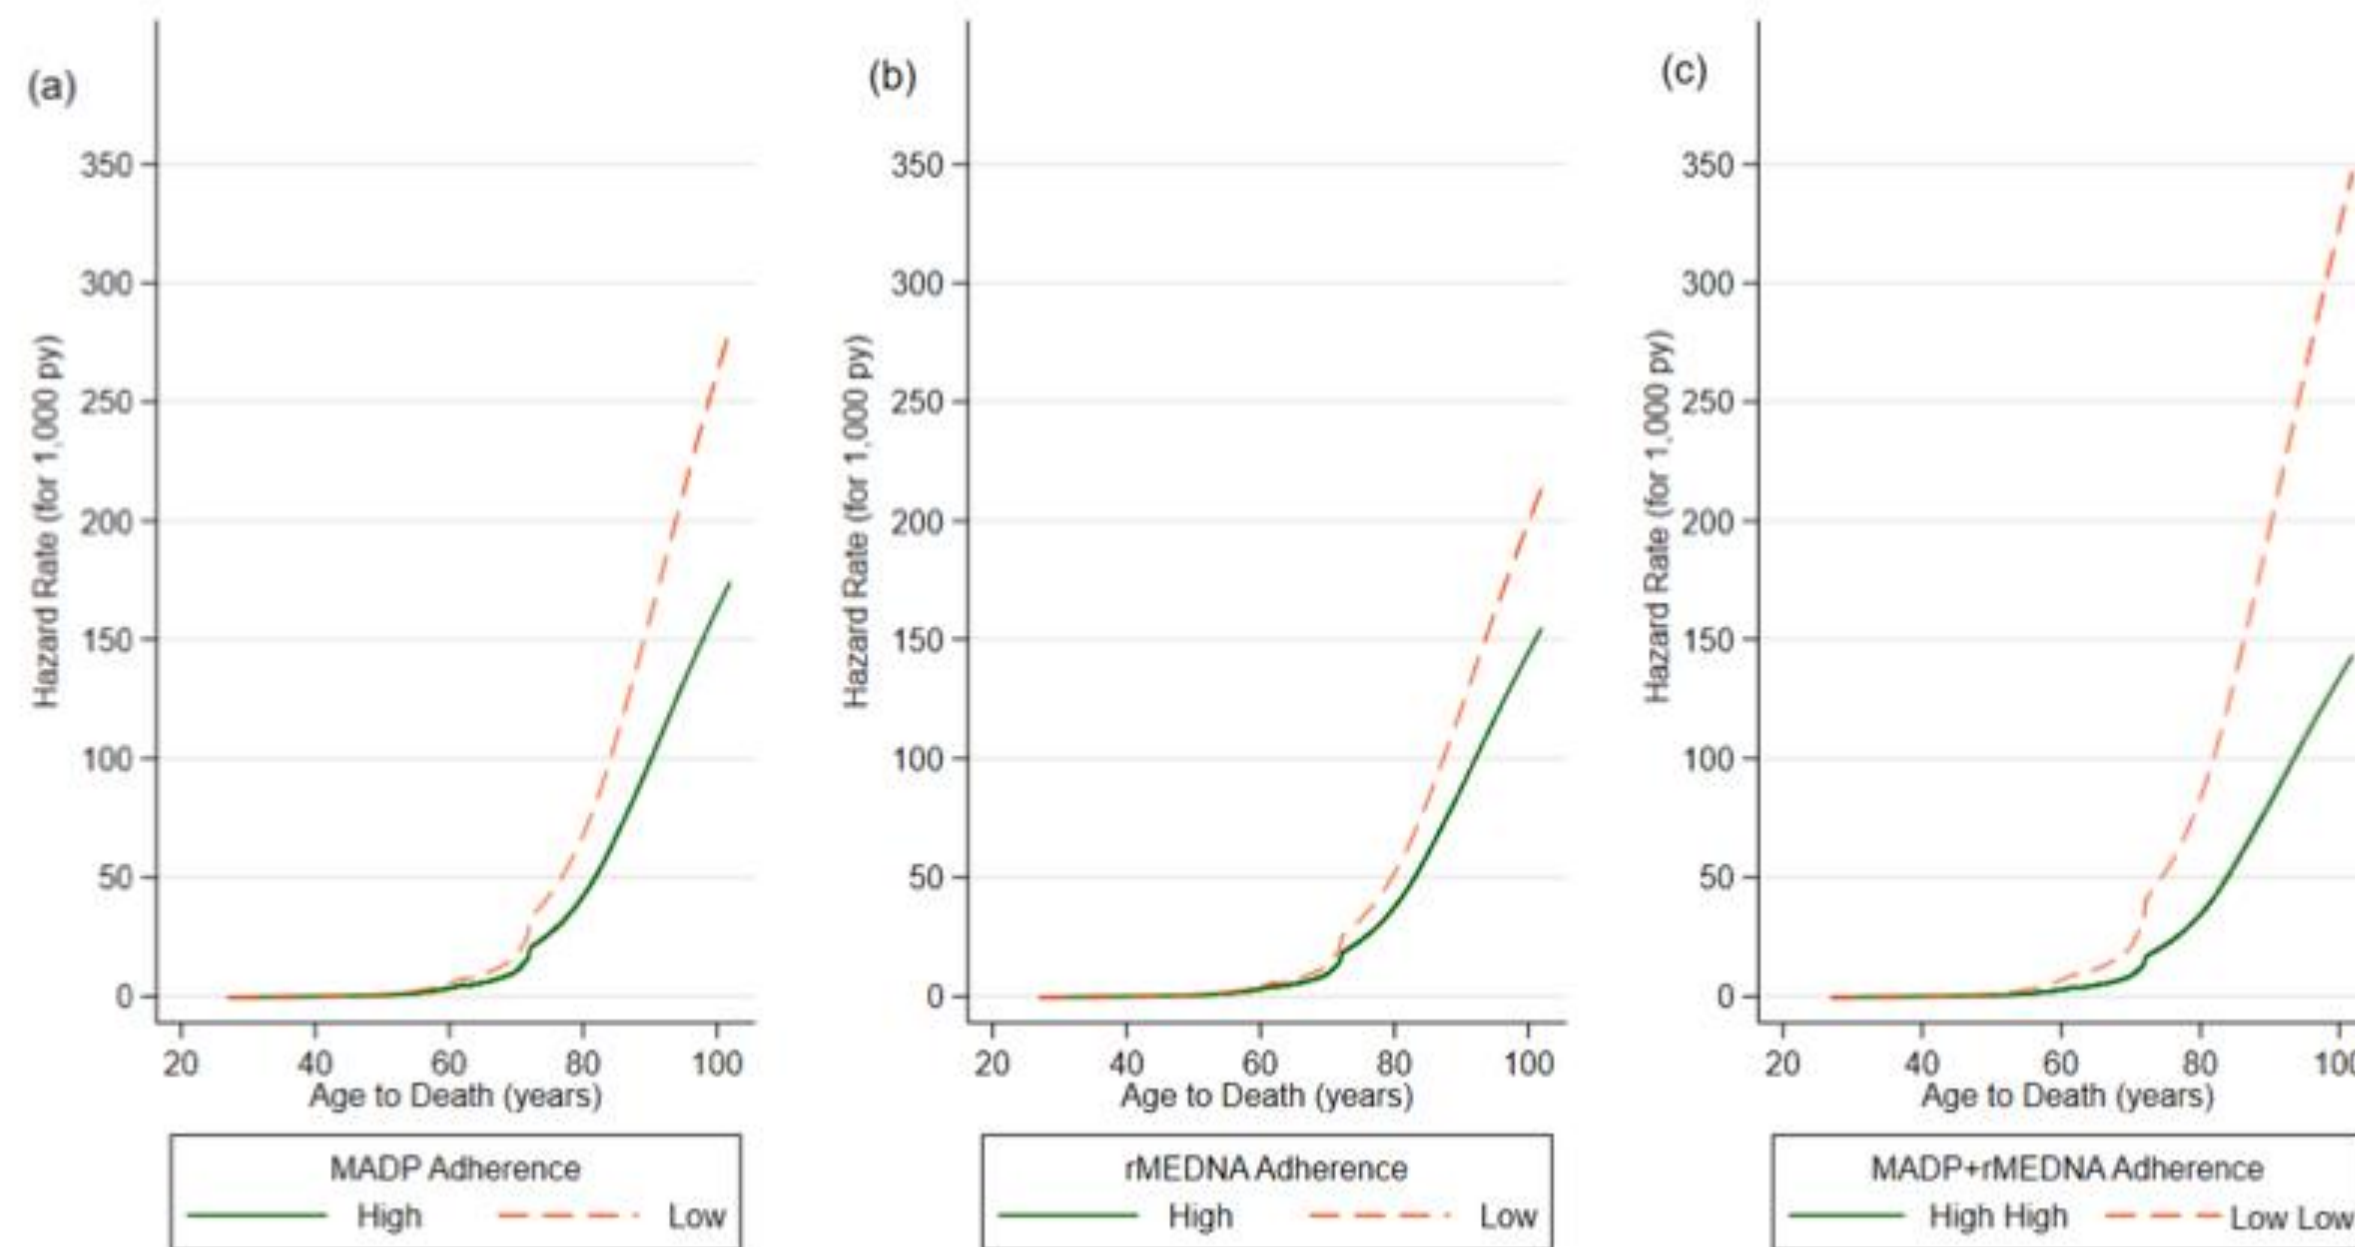 (a)
350
300
250
200
150
100
50
0
Hazard Rate (for 1,000 py)
20 40 60 80 100
Age to Death (years)
MADP Adherence
High Low
(b)
350
300
250
200
150
100
50
0
Hazard Rate (for 1,000 py)
20 40 60 80 100
Age to Death (years)
rMEDNA Adherence
High Low
(c)
350
300
250
200
150
100
50
0
Hazard Rate (for 1,000 py)
20 40 60 80 100
Age to Death (years)
MADP+rMEDNA Adherence
High High Low Low